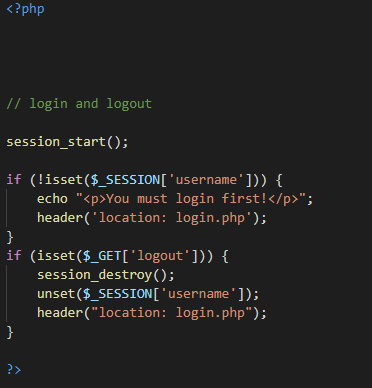 <?php
// login and logout
session_start();
if (!isset($_SESSION['username'])) {
    echo "<p>You must login first!</p>";
    header('location: login.php');
}
if (isset($_GET['logout'])) {
    session_destroy();
    unset($_SESSION['username']);
    header("location: login.php");
}
?>